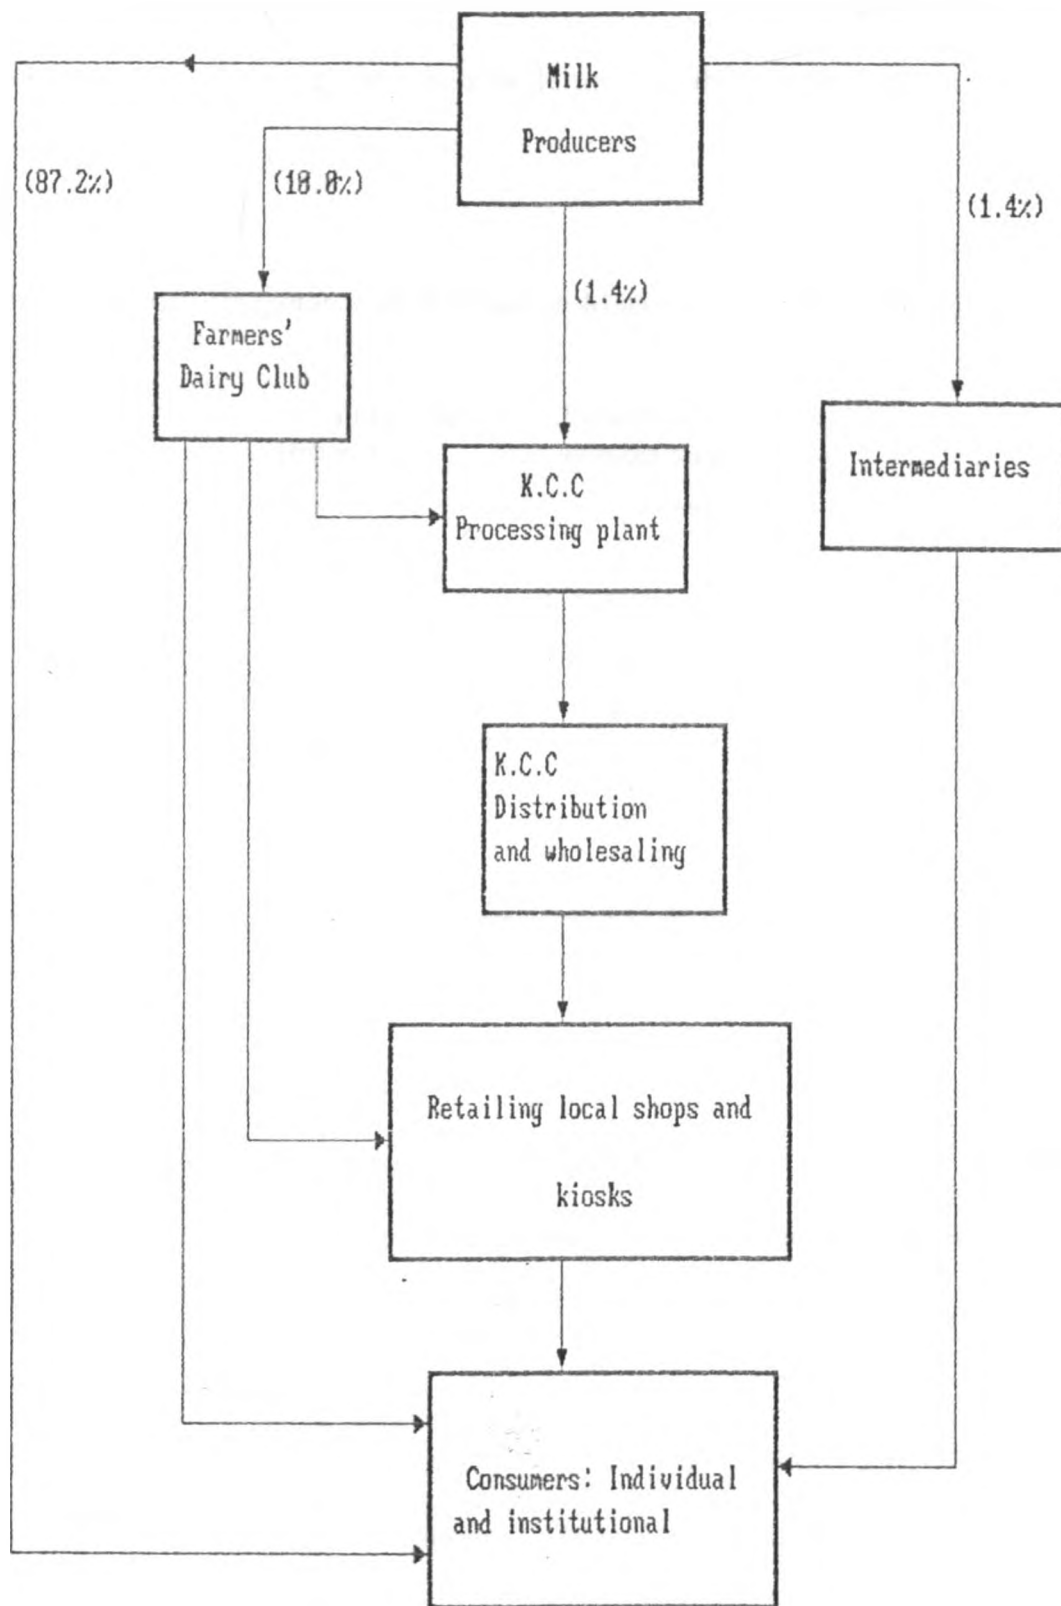 Milk
Producers
(87.2%)
(10.0%)
(1.4%)
(1.4%)
Farmers'
Dairy Club
K.C.C
Processing plant
Intermediaries
K.C.C
Distribution
and wholesaling
Retailing local shops and
kiosks
Consumers: Individual
and institutional